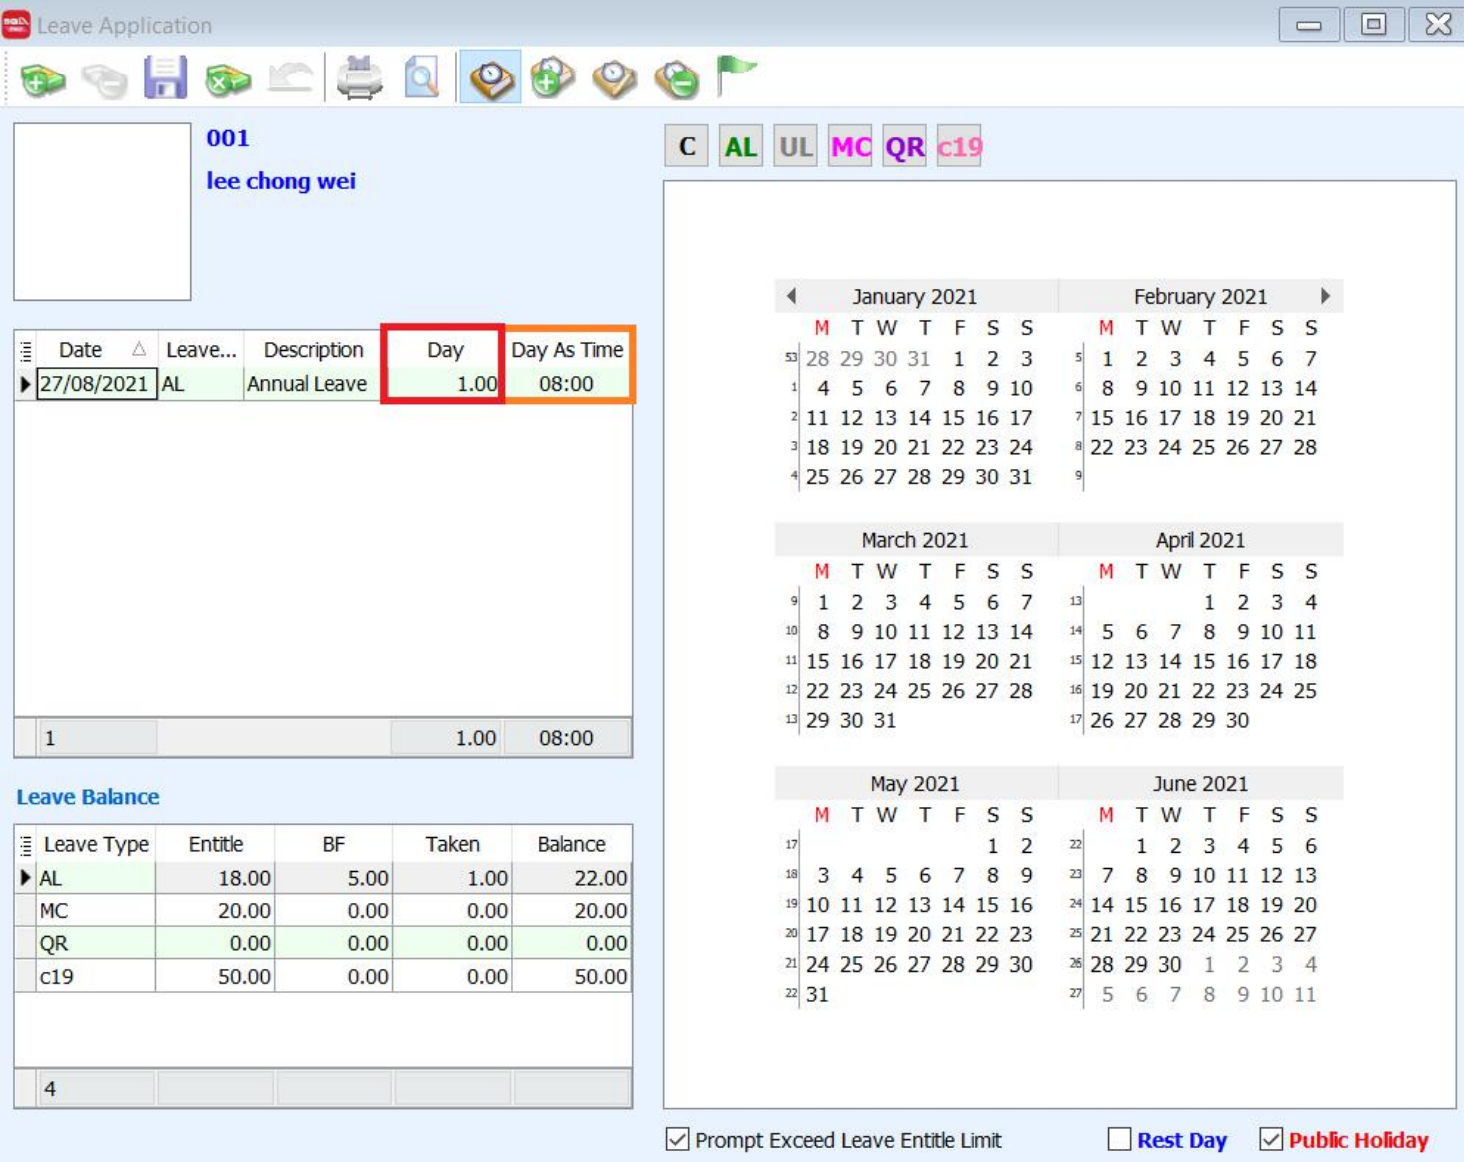 Leave Application
001
lee chong wei
C AL UL MC QR c19
Date Leave... Description Day Day As Time
27/08/2021 AL Annual Leave 1.00 08:00
1 1.00 08:00
Leave Balance
Leave Type Entitle BF Taken Balance
AL 18.00 5.00 1.00 22.00
MC 20.00 0.00 0.00 20.00
QR 0.00 0.00 0.00 0.00
c19 50.00 0.00 0.00 50.00
4
January 2021
M T W T F S S
53 28 29 30 31 1 2 3
1 4 5 6 7 8 9 10
2 11 12 13 14 15 16 17
3 18 19 20 21 22 23 24
4 25 26 27 28 29 30 31
February 2021
M T W T F S S
5 1 2 3 4 5 6 7
6 8 9 10 11 12 13 14
7 15 16 17 18 19 20 21
8 22 23 24 25 26 27 28
9
March 2021
M T W T F S S
9 1 2 3 4 5 6 7
10 8 9 10 11 12 13 14
11 15 16 17 18 19 20 21
12 22 23 24 25 26 27 28
13 29 30 31
April 2021
M T W T F S S
13 1 2 3 4
14 5 6 7 8 9 10 11
15 12 13 14 15 16 17 18
16 19 20 21 22 23 24 25
17 26 27 28 29 30
May 2021
M T W T F S S
17 1 2
18 3 4 5 6 7 8 9
19 10 11 12 13 14 15 16
20 17 18 19 20 21 22 23
21 24 25 26 27 28 29 30
22 31
June 2021
M T W T F S S
22 1 2 3 4 5 6
23 7 8 9 10 11 12 13
24 14 15 16 17 18 19 20
25 21 22 23 24 25 26 27
26 28 29 30 1 2 3 4
27 5 6 7 8 9 10 11
Prompt Exceed Leave Entitle Limit Rest Day Public Holiday